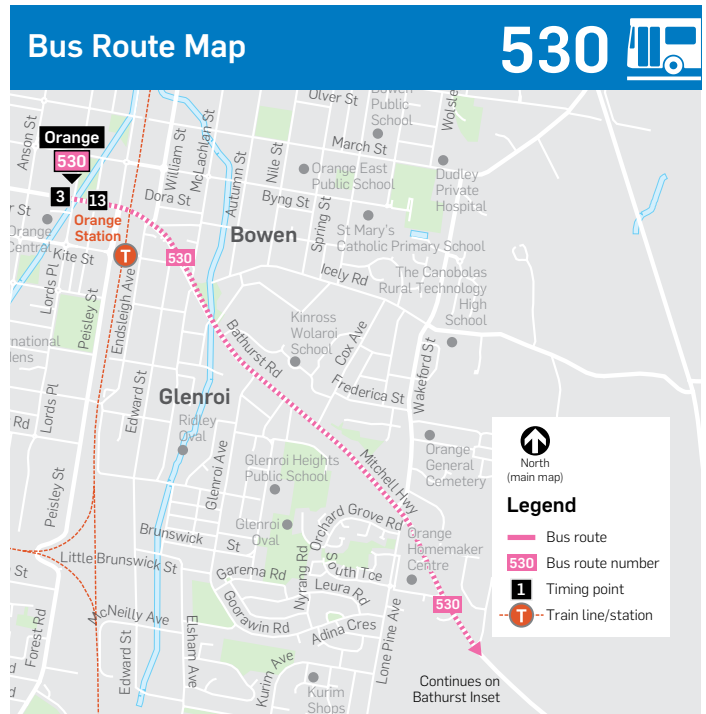 Bus Route Map
530
Ulver St
Bowen
Public
School
Wolsle
Anson St
Orange
530
3
13
Orange
Station
T
William St
McLachlan St
Autumn St
Nile St
March St
Orange East
Public School
Dudley
Private
Hospital
Dora St
Byng St
Spring St
St Mary's
Catholic Primary School
r St
Orange
Central
Kite St
Bowen
530
Icely Rd
The Canobolas
Rural Technology
High
School
Lords Pl
Peisley St
Endsleigh Ave
Kinross
Wolaroi
School
Cox Ave
Bathurst Rd
Wakeford St
Frederica St
national
dens
Lords Pl
Edward St
Glenroi
Ridley
Oval
Rd
Glenroi Ave
Glenroi Heights
Public School
Mitchell Hwy
Orange
General
Cemetery
Peisley St
Glenroi
Oval
Orchard Grove Rd
Orange
Homemaker
Centre
Brunswick St
Little Brunswick St
Garema Rd
Nyrang Rd
South Tce
Leura Rd
St
Goorawin Rd
Adina Cres
McNeilly Ave
Forest Rd
Edward St
Elsham Ave
Kurim Ave
Lone Pine Ave
530
Kurim
Shops
Continues on
Bathurst Inset
d
d
North
(main map)
Legend
Bus route
530 Bus route number
1 Timing point
T Train line/station